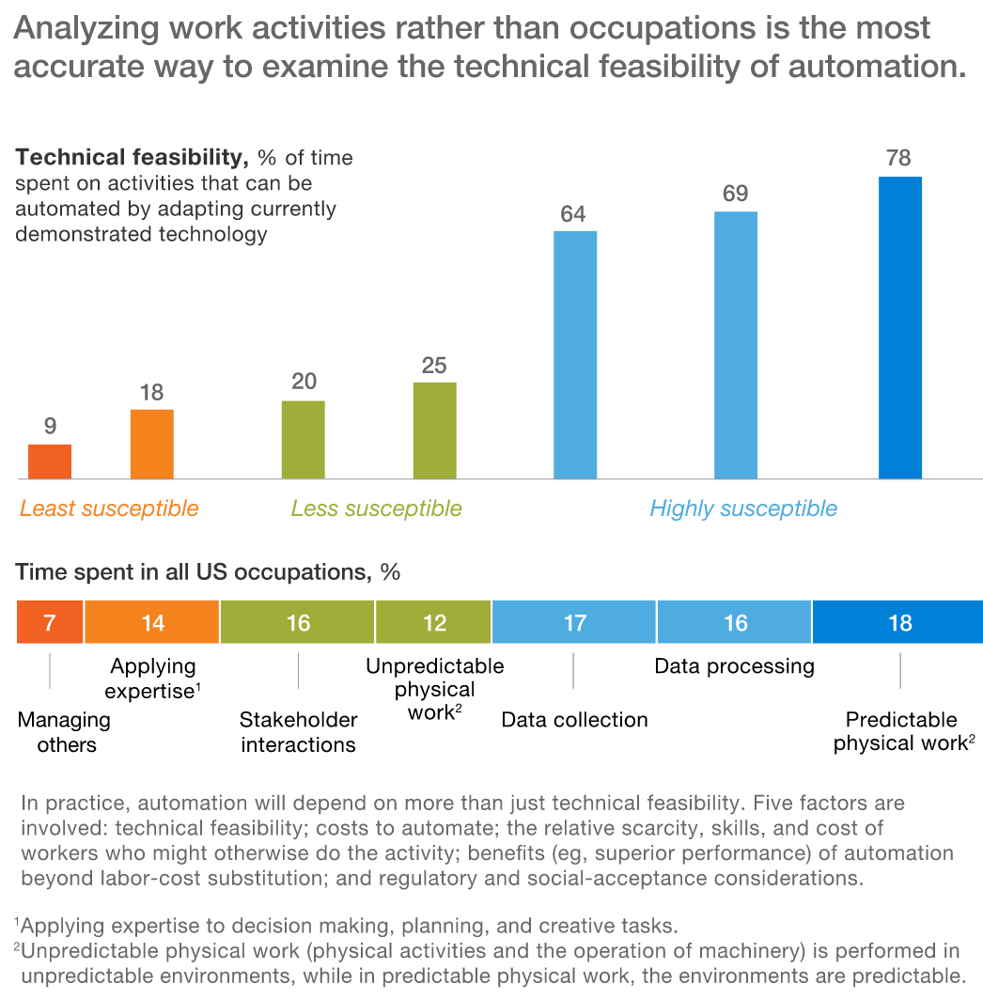 Analyzing work activities rather than occupations is the most
accurate way to examine the technical feasibility of automation.
Technical feasibility, % of time
spent on activities that can be
automated by adapting currently
demonstrated technology
9
18
20
25
64
69
78
Least susceptible
Less susceptible
Highly susceptible
Time spent in all US occupations, %
7
14
16
12
17
16
18
Managing
others
Applying
expertise¹
Stakeholder
interactions
Unpredictable
physical
work²
Data collection
Data processing
Predictable
physical work²
In practice, automation will depend on more than just technical feasibility. Five factors are
involved: technical feasibility; costs to automate; the relative scarcity, skills, and cost of
workers who might otherwise do the activity; benefits (eg, superior performance) of automation
beyond labor-cost substitution; and regulatory and social-acceptance considerations.
¹Applying expertise to decision making, planning, and creative tasks.
²Unpredictable physical work (physical activities and the operation of machinery) is performed in
unpredictable environments, while in predictable physical work, the environments are predictable.